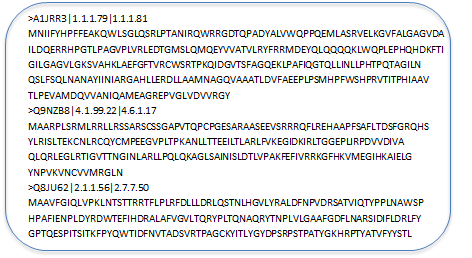 >A1JRR3|1.1.1.79|1.1.1.81
MNIIFYHPFFEAKQWLSGLQSRLPTANIRQWRRGDTQPADYALVWQPPQEMLASRVELKGVFALGAGVDA
ILDQERRHPGTLPAGVPLVRLEDTGMSLQMQEYVVATVLRYFRRMDEYQLQQQQKLWQPLEPHQHDKFTI
GILGAGVLGKSVAHKLAEFGFTVRCWSRTPKQIDGVTSFAGQEKLPAFIQGTQLLINLLPHTPQTAGILN
QSLFSQLNANAYIINIARGAHLLERDLLAAMNAGQVAAATLDVFAEEPLPSMHPFWSHPRVTITPHIAAV
TLPEVAMDQVVANIQAMEAGREPVGLVDVVRGY
>Q9NZB8|4.1.99.22|4.6.1.17
MAARPLSRMLRRLLRSSARSCSSGAPVTQPCPGESARAASEEVSRRRQFLREHAAPFSAFLTDSFGRQHS
YLRISLTEKCNLRCQYCMPEEGVPLTPKANLLTTEEILTLARLFVKEGIDKIRLTGGEPLIRPDVVDIVA
QLQRLEGLRTIGVTTNGINLARLLPQLQKAGLSAINISLDTLVPAKFEFIVRRKGFHKVMEGIHKAIELG
YNPVKVNCVVMRGLN
>Q8JU62|2.1.1.56|2.7.7.50
MAAVFGIQLVPKLNTSTTRRTFLPLRFDLLLDRLQSTNLHGVLYRALDFNPVDRSATVIQTYPPLNAWSP
HPAFIENPLDYRDWTEFIHDRALAFVGVLTQRYPLTQNAQRYTNPLVLGAAFGDFLNARSIDIFLDRLFY
GPTQESPITSITKFPYQWTIDFNVTADSVRTPAGCKYITLYGYDPSRPSTPATYGKHRPTYATVFYYSTL